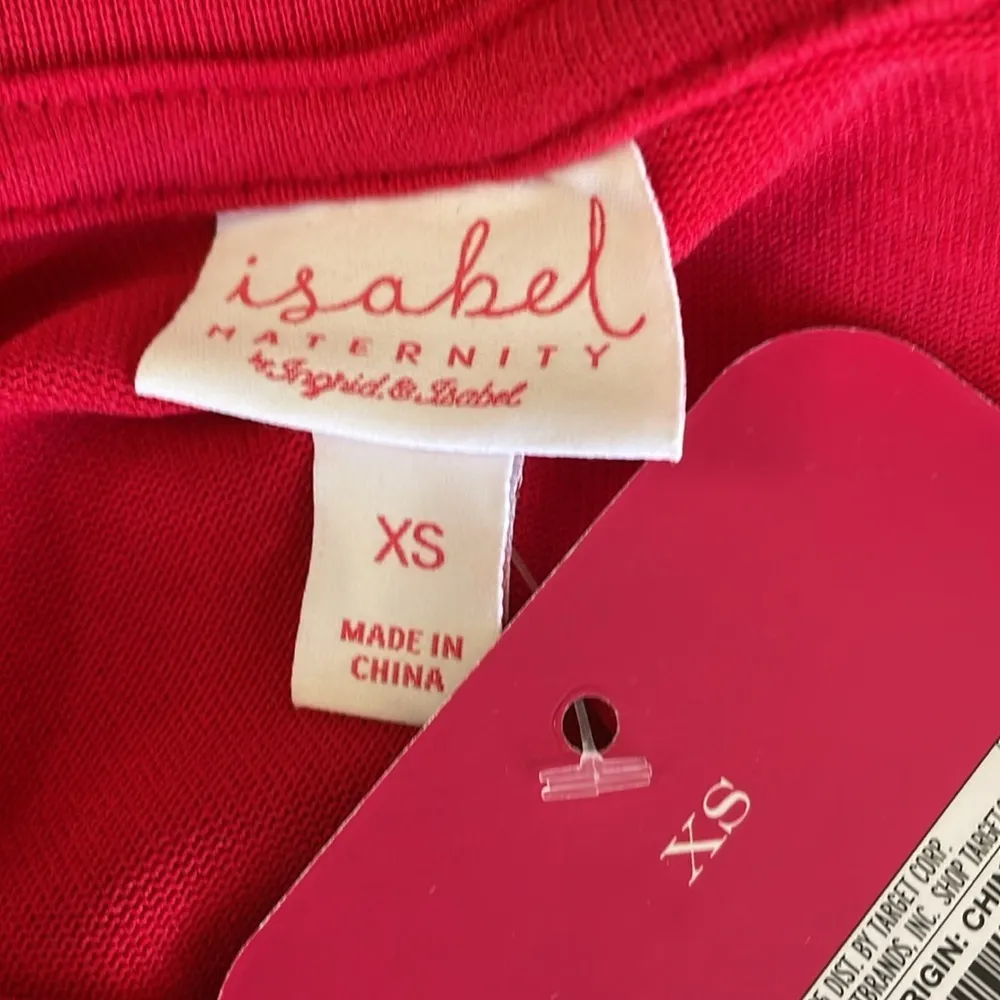 isabel
MATERNITY
by Ingrid & Isabel
XS
MADE IN
CHINA
XS
DIST. BY TARGET CORP.
BRANDS, INC. SHOP TARGET
ORIGIN: CHIN